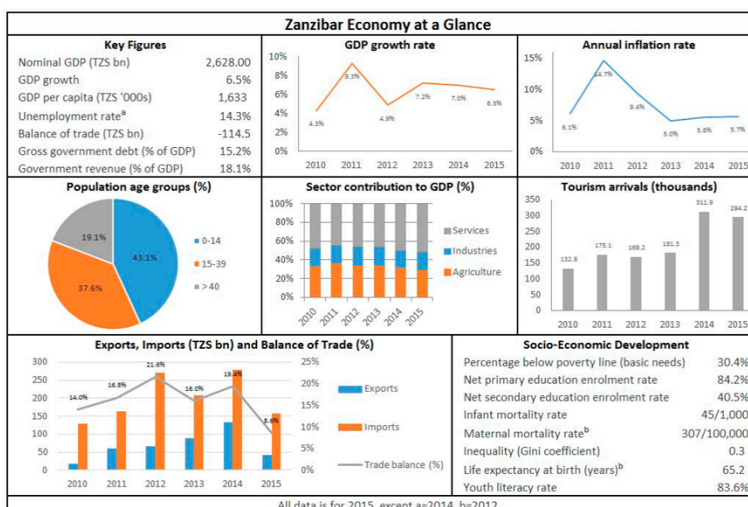 Zanzibar Economy at a Glance
Key Figures
Nominal GDP (TZS bn) 2,628.00
GDP growth 6.5%
GDP per capita (TZS '000s) 1,633
Unemployment rate^a 14.3%
Balance of trade (TZS bn) -114.5
Gross government debt (% of GDP) 15.2%
Government revenue (% of GDP) 18.1%
GDP growth rate
10%
8%
6%
4%
2%
0%
4.3%
9.3%
4.9%
7.2%
7.0%
6.5%
2010 2011 2012 2013 2014 2015
Annual inflation rate
15%
10%
5%
0%
6.1%
14.7%
9.4%
5.0%
5.6%
5.7%
2010 2011 2012 2013 2014 2015
Population age groups (%)
19.1%
43.1%
37.6%
0-14
15-39
>40
Sector contribution to GDP (%)
100%
80%
60%
40%
20%
0%
2010 2011 2012 2013 2014 2015
Services
Industries
Agriculture
Tourism arrivals (thousands)
350
300
250
200
150
100
50
0
132.8
175.1
169.2
181.3
311.9
294.2
2010 2011 2012 2013 2014 2015
Exports, Imports (TZS bn) and Balance of Trade (%)
300
250
200
150
100
50
0
14.0%
16.8%
21.6%
16.0%
19.4%
8.6%
25%
20%
15%
10%
5%
0%
2010 2011 2012 2013 2014 2015
Exports
Imports
Trade balance (%)
Socio-Economic Development
Percentage below poverty line (basic needs) 30.4%
Net primary education enrolment rate 84.2%
Net secondary education enrolment rate 40.5%
Infant mortality rate 45/1,000
Maternal mortality rate^b 307/100,000
Inequality (Gini coefficient) 0.3
Life expectancy at birth (years)^b 65.2
Youth literacy rate 83.6%
All data is for 2015, except a=2014, b=2012